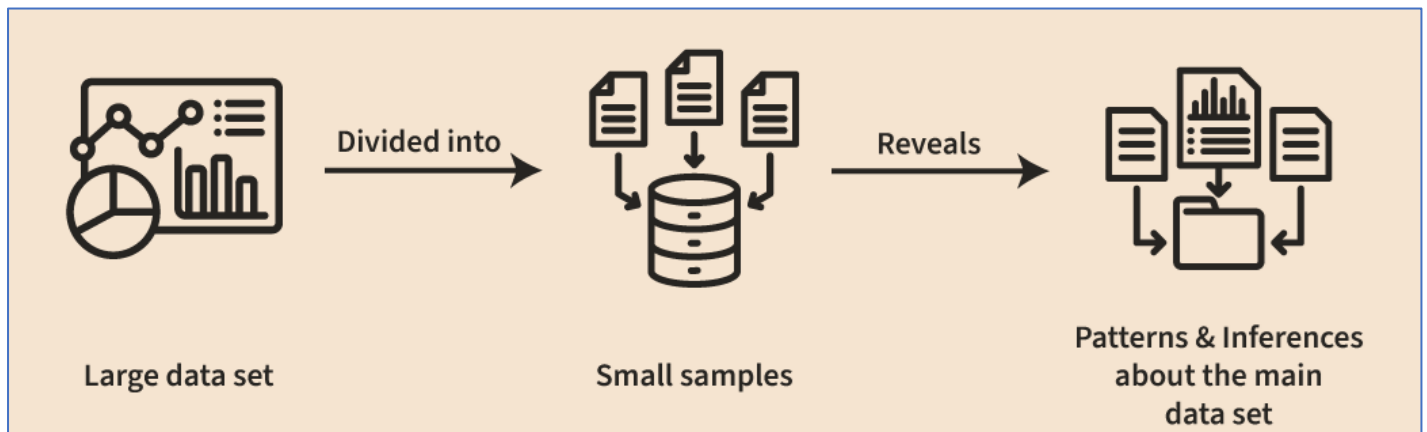 Divided into
Reveals
Large data set
Small samples
Patterns & Inferences
about the main
data set